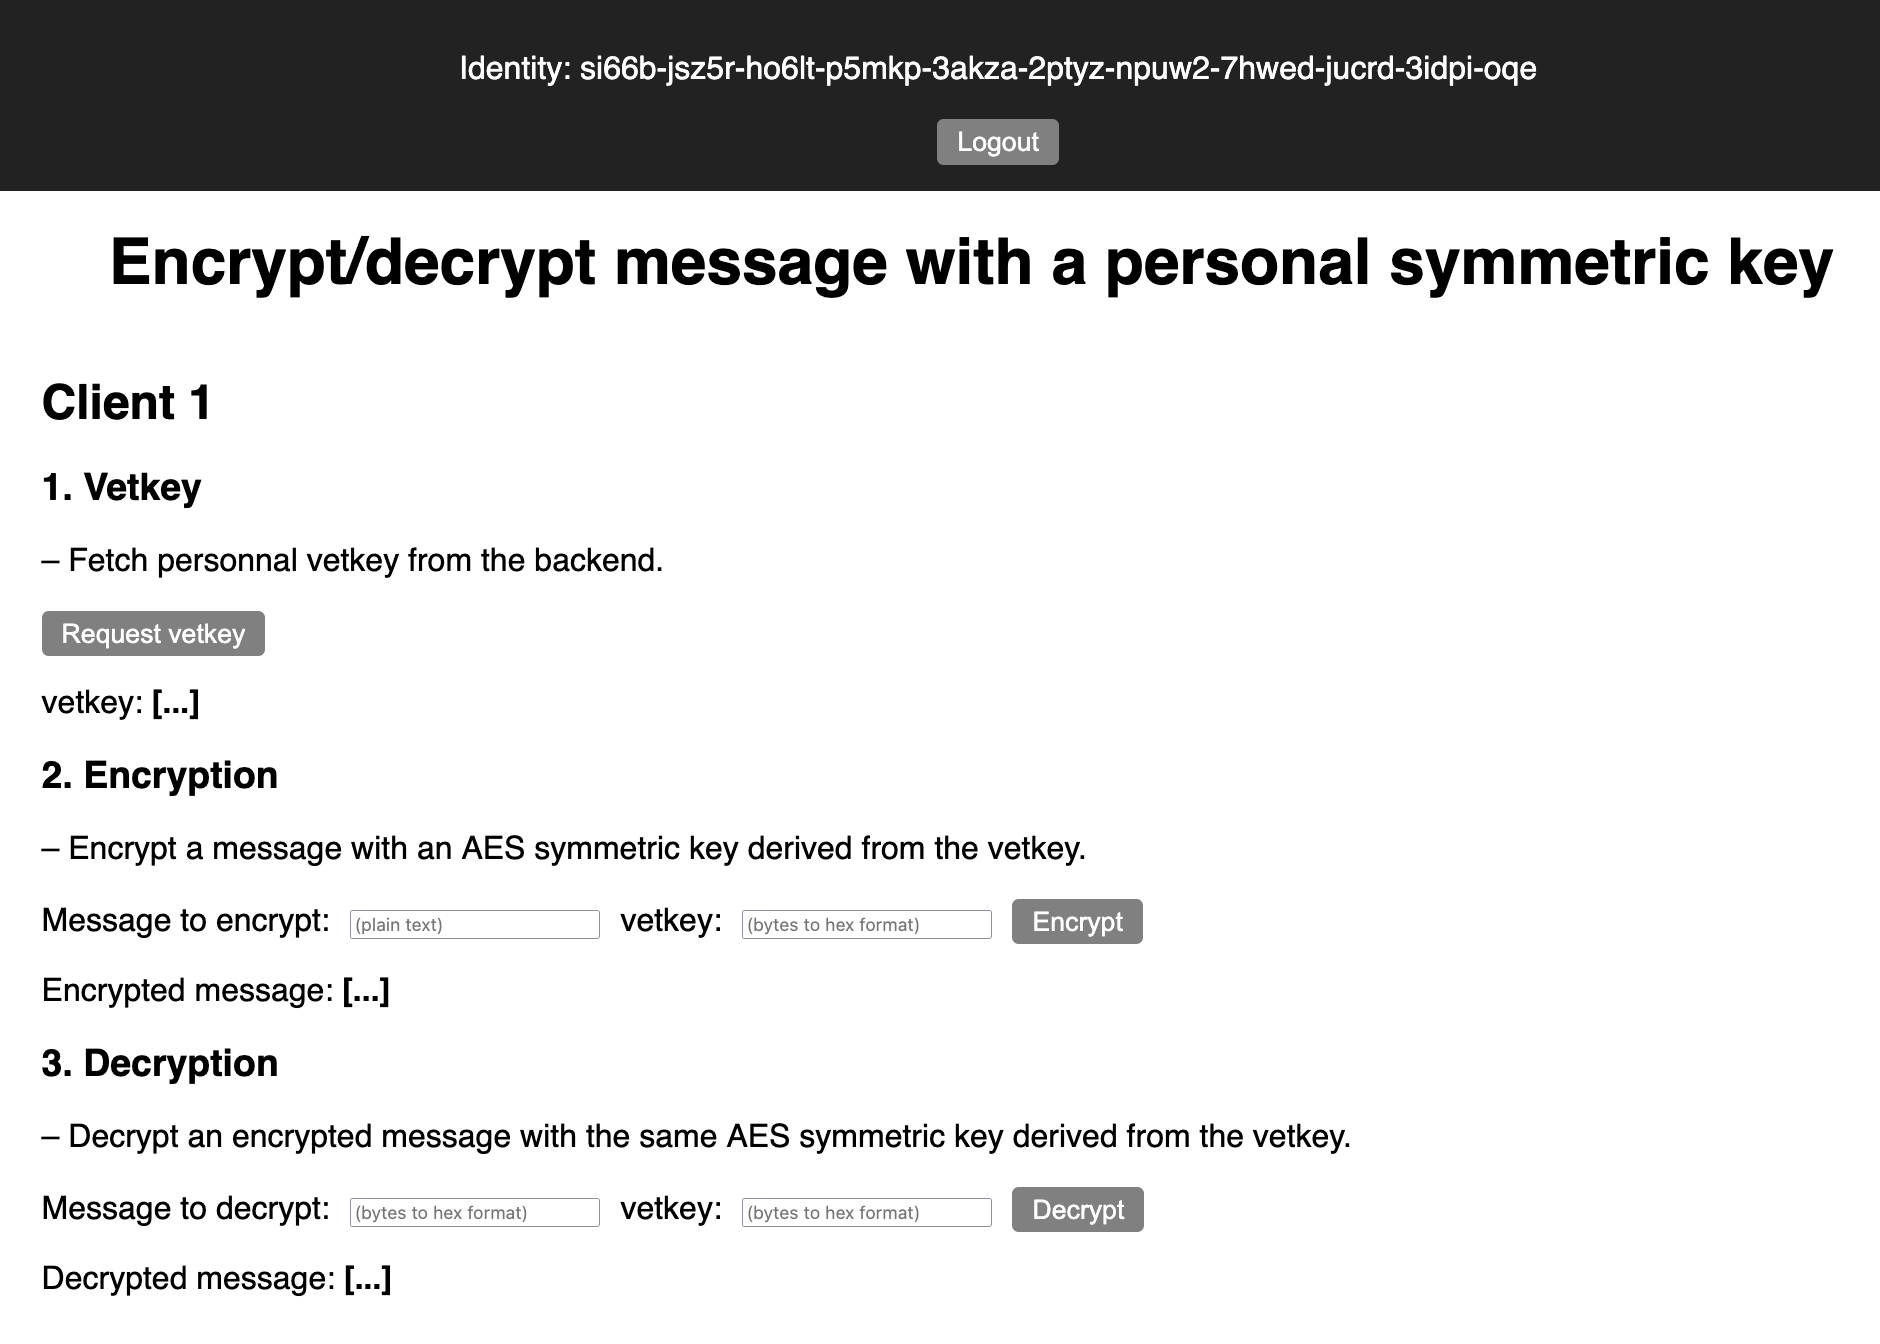 Identity: si66b-jsz5r-ho6lt-p5mkp-3akza-2ptyz-npuw2-7hwed-jucrd-3idpi-oqe
Logout
Encrypt/decrypt message with a personal symmetric key
Client 1
1. Vetkey
– Fetch personnal vetkey from the backend.
Request vetkey
vetkey: [...]
2. Encryption
– Encrypt a message with an AES symmetric key derived from the vetkey.
Message to encrypt: (plain text) vetkey: (bytes to hex format) Encrypt
Encrypted message: [...]
3. Decryption
– Decrypt an encrypted message with the same AES symmetric key derived from the vetkey.
Message to decrypt: (bytes to hex format) vetkey: (bytes to hex format) Decrypt
Decrypted message: [...]